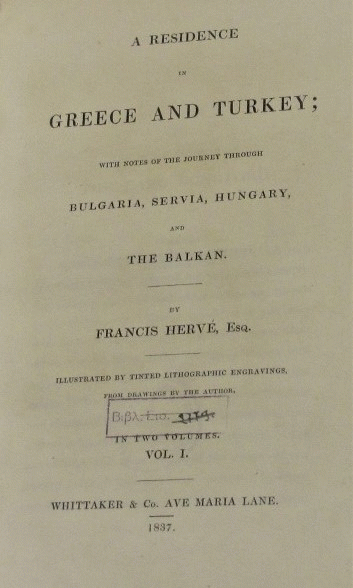 A RESIDENCE
IN
GREECE AND TURKEY;
WITH NOTES OF THE JOURNEY THROUGH
BULGARIA, SERVIA, HUNGARY,
AND
THE BALKAN.
BY
FRANCIS HERVÉ, Esq.
ILLUSTRATED BY TINTED LITHOGRAPHIC ENGRAVINGS,
FROM DRAWINGS BY THE AUTHOR.
Βιβλ.
IN TWO VOLUMES.
VOL. I.
WHITTAKER & Co. AVE MARIA LANE.
1837.